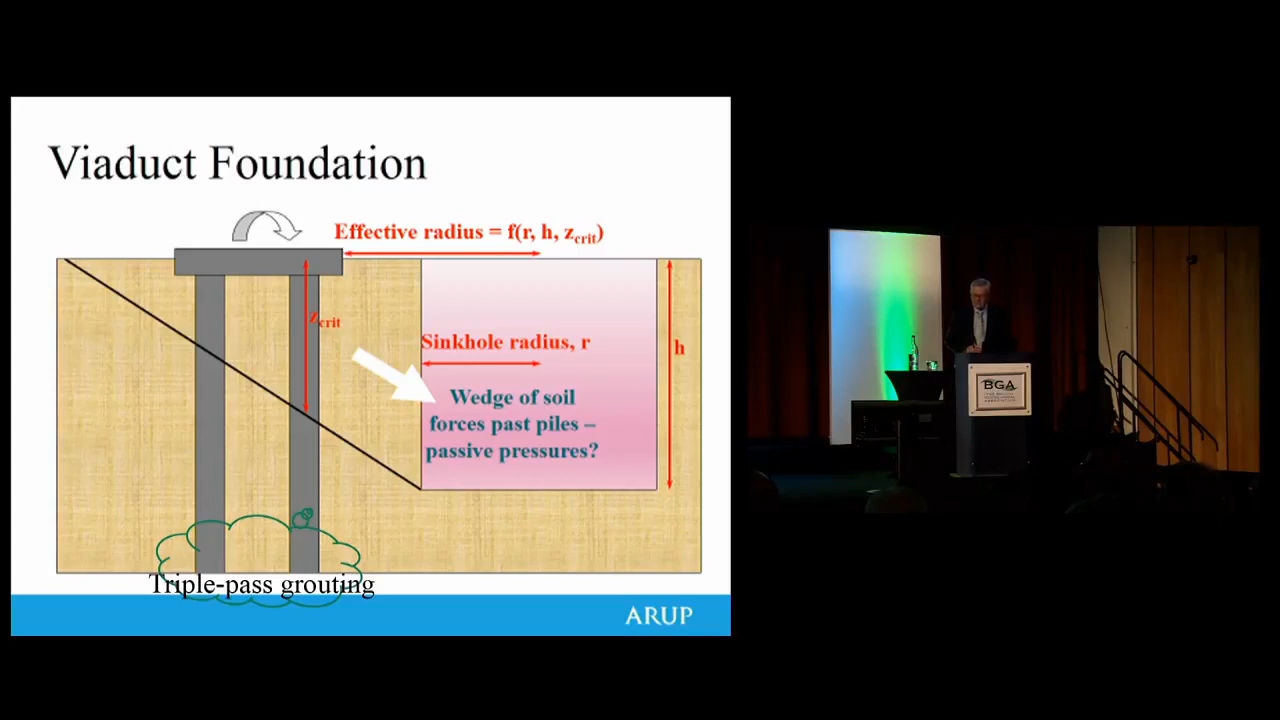 Viaduct Foundation
Effective radius = f(r, h, zcrit)
zcrit
Sinkhole radius, r
h
Wedge of soil
forces past piles –
passive pressures?
Triple-pass grouting
ARUP
BGA